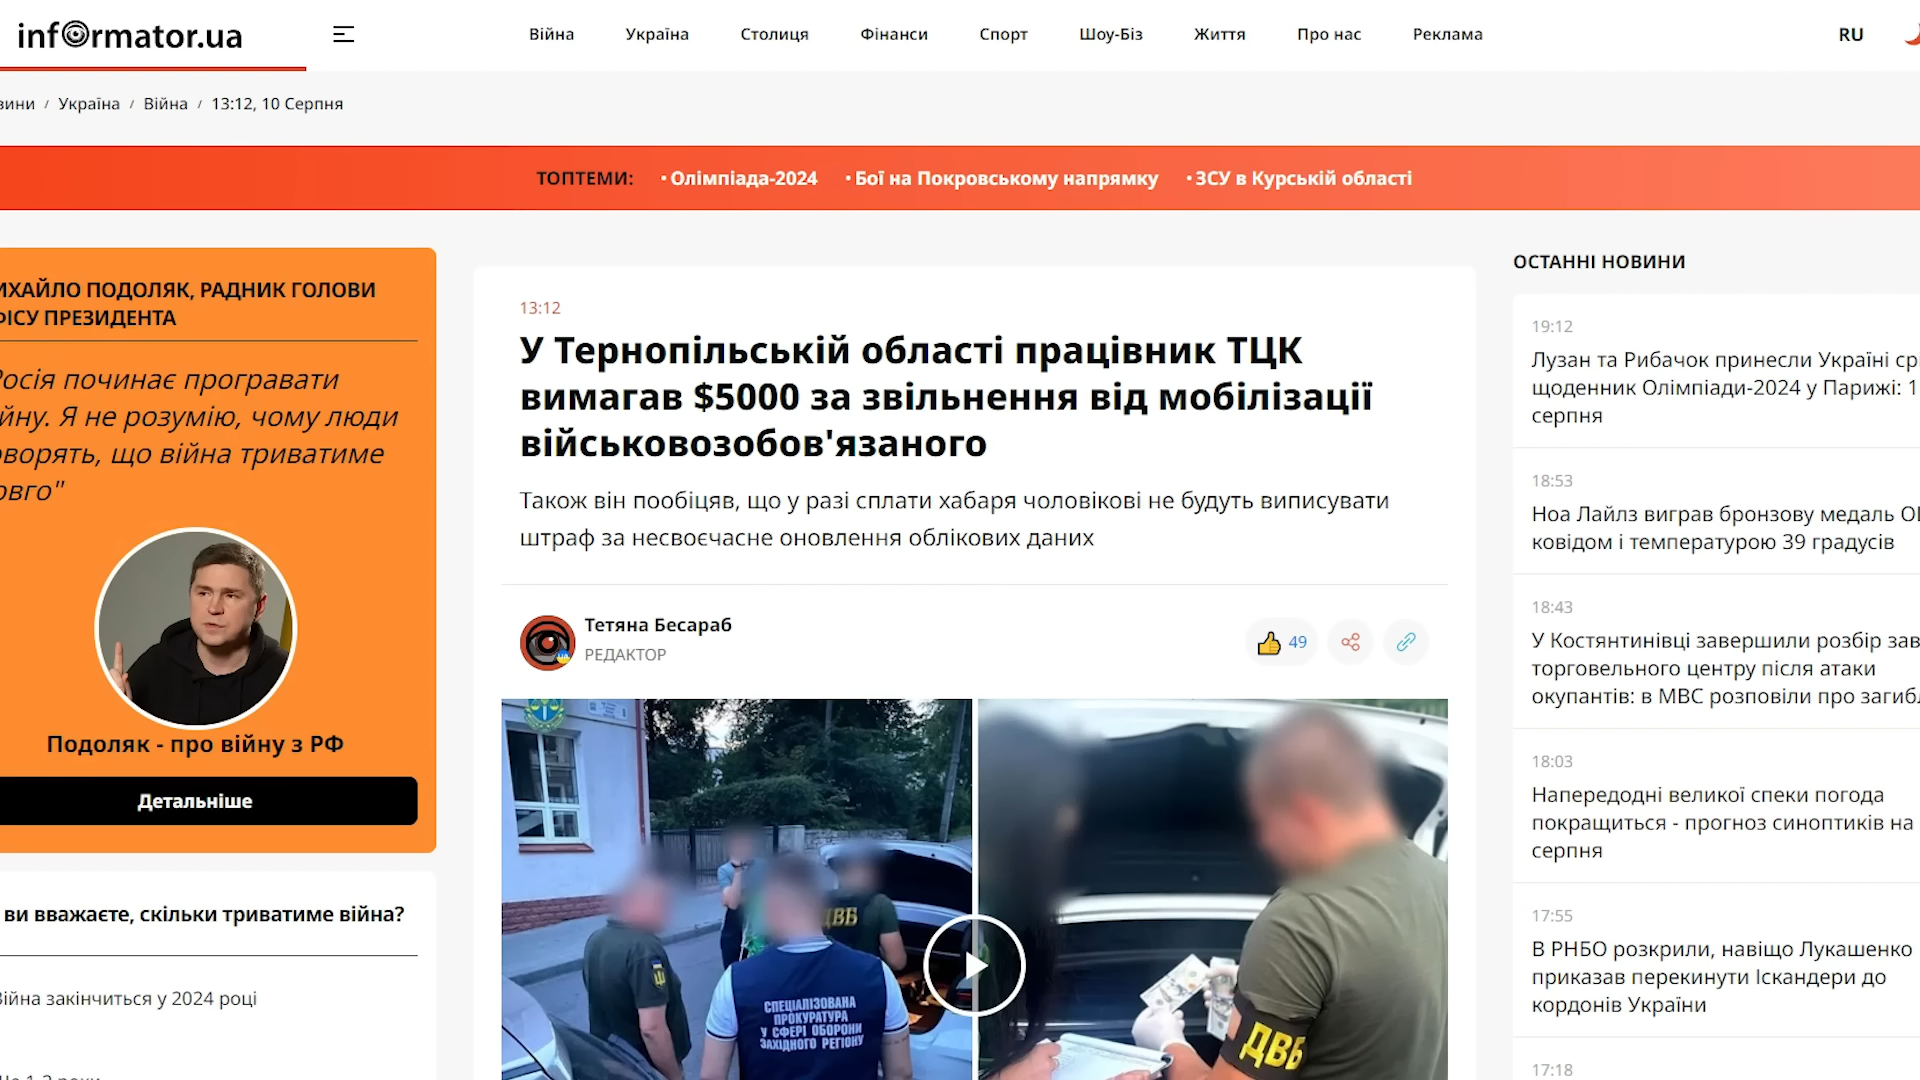 informator.ua
Війна
Україна
Столиця
Фінанси
Спорт
Шоу-Біз
Життя
Про нас
Реклама
RU
/ Україна / Війна / 13:12, 10 Серпня
ТОПТЕМИ:
• Олімпіада-2024
• Бої на Покровському напрямку
• ЗСУ в Курській області
ИХАЙЛО ПОДОЛЯК, РАДНИК ГОЛОВИ
ФІСУ ПРЕЗИДЕНТА
Росія починає програвати
йну. Я не розумію, чому люди
ворять, що війна триватиме
овго"
Подоляк - про війну з РФ
Детальніше
ви вважаєте, скільки триватиме війна?
Війна закінчиться у 2024 році
13:12
У Тернопільській області працівник ТЦК
вимагав $5000 за звільнення від мобілізації
військовозобов'язаного
Також він пообіцяв, що у разі сплати хабаря чоловікові не будуть виписувати
штраф за несвоєчасне оновлення облікових даних
Тетяна Бесараб
РЕДАКТОР
49
ДВБ
СПЕЦІАЛІЗОВАНА
ПРОКУРАТУРА
У СФЕРІ ОБОРОНИ
ЗАХІДНОГО РЕГІОНУ
ДВБ
ОСТАННІ НОВИНИ
19:12
Лузан та Рибачок принесли Україні ср
щоденник Олімпіади-2024 у Парижі: 1
серпня
18:53
Ноа Лайлз виграв бронзову медаль ОІ
ковідом і температурою 39 градусів
18:43
У Костянтинівці завершили розбір зав
торговельного центру після атаки
окупантів: в МВС розповіли про загибл
18:03
Напередодні великої спеки погода
покращиться - прогноз синоптиків на
серпня
17:55
В РНБО розкрили, навіщо Лукашенко
приказав перекинути Іскандери до
кордонів України
17:18